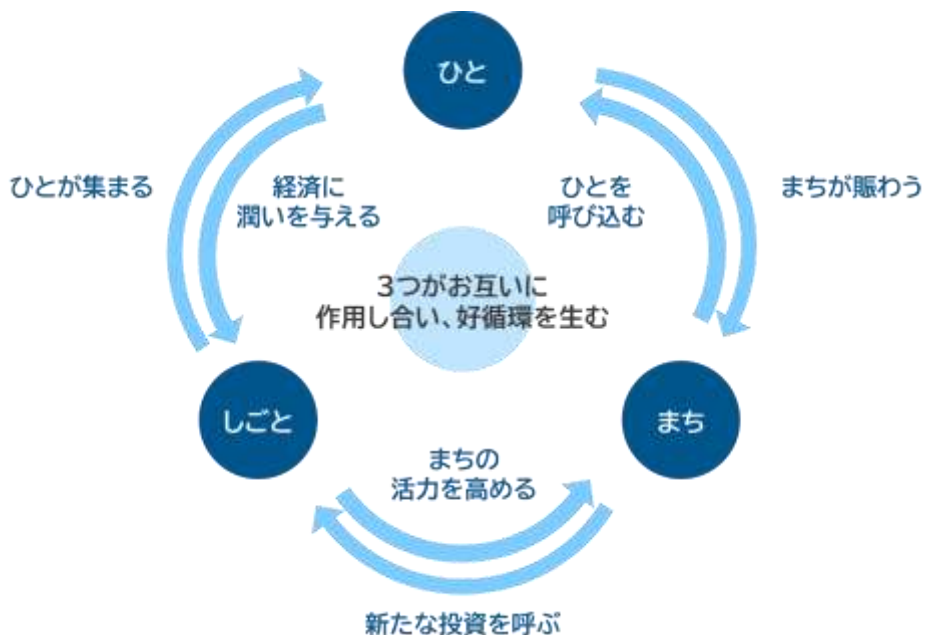 ひと
ひとが集まる
経済に
潤いを与える
ひとを
呼び込む
まちが賑わう
3つがお互いに
作用し合い、好循環を生む
しごと
まち
まちの
活力を高める
新たな投資を呼ぶ